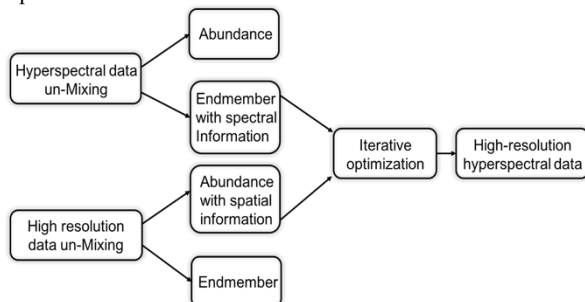 Abundance
Hyperspectral data
un-Mixing
Endmember
with spectral
Information
Iterative
optimization
High-resolution
hyperspectral data
Abundance
with spatial
information
High resolution
data un-Mixing
Endmember